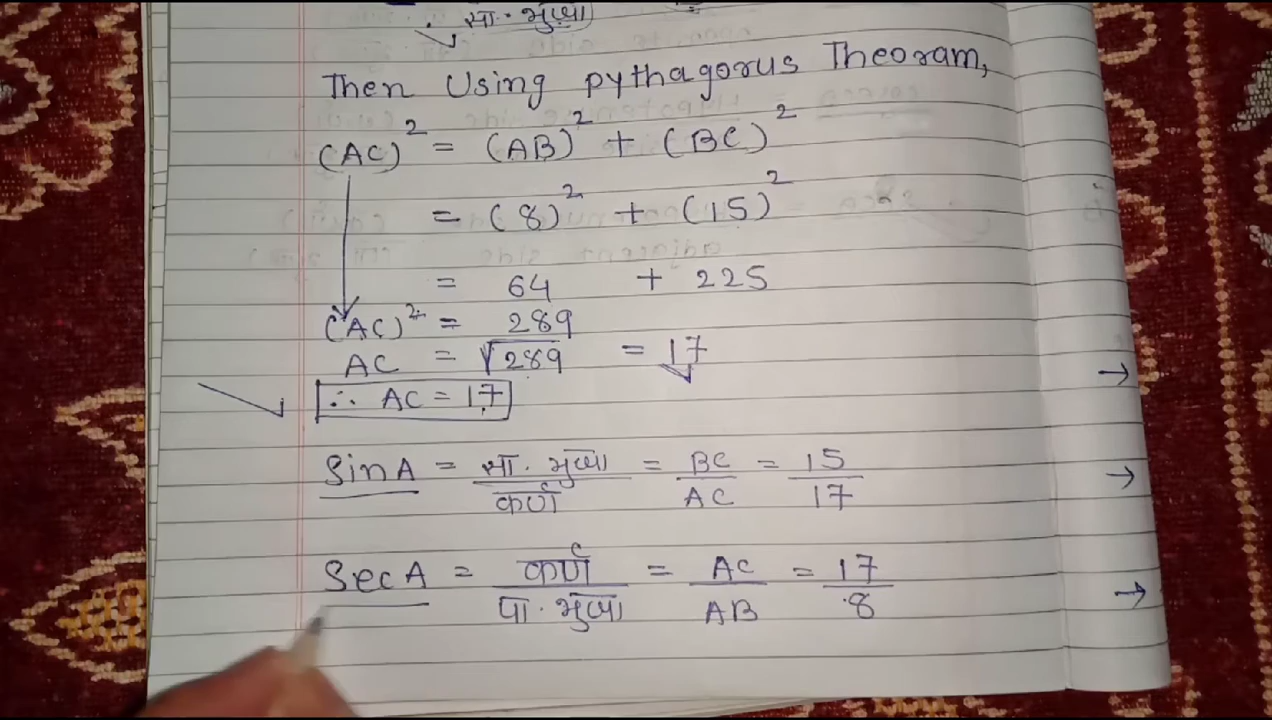 सा. भुजा
Then Using pythagorus Theoram,
(AC)² = (AB)² + (BC)²
= (8)² + (15)²
= 64 + 225
(AC)² = 289
AC = √289 = 17
∴ AC = 17
SinA = सा. भुजा / कर्ण = BC / AC = 15 / 17
SecA = कर्ण / पा. भुजा = AC / AB = 17 / 8